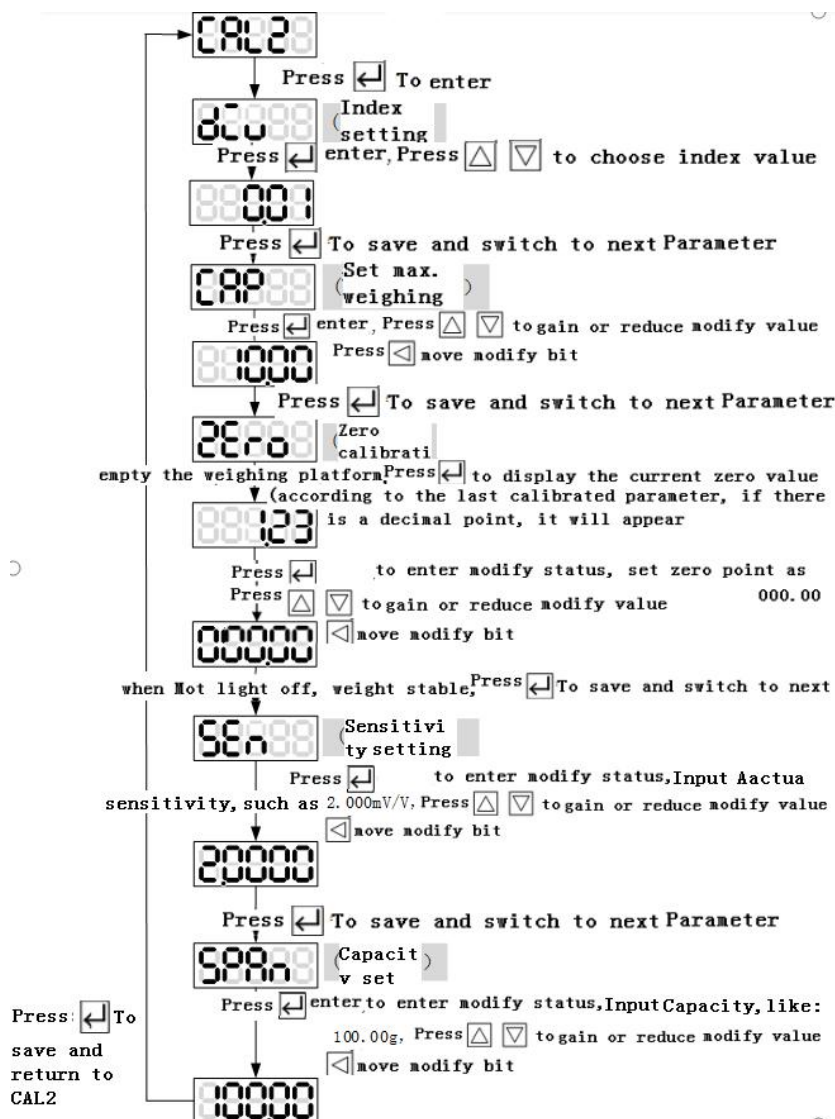 CAL2
Press To enter
dIv (Index
setting
Press enter, Press to choose index value
0.01
Press To save and switch to next Parameter
CAP (Set max.
weighing )
Press enter, Press to gain or reduce modify value
10.00 Press move modify bit
Press To save and switch to next Parameter
ZEro (Zero
calibrati
empty the weighing platform, Press to display the current zero value
(according to the last calibrated parameter, if there
1.23 is a decimal point, it will appear
Press to enter modify status, set zero point as
Press to gain or reduce modify value 000.00
000.00 move modify bit
when Mot light off, weight stable, Press To save and switch to next
SEn (Sensitivi
ty setting
Press to enter modify status, Input Aactua
sensitivity, such as 2.000mV/V, Press to gain or reduce modify value
move modify bit
2.0000
Press To save and switch to next Parameter
SPAn (Capacit )
y set
Press enter to enter modify status, Input Capacity, like:
100.00g, Press to gain or reduce modify value
move modify bit
100.00
Press: To
save and
return to
CAL2